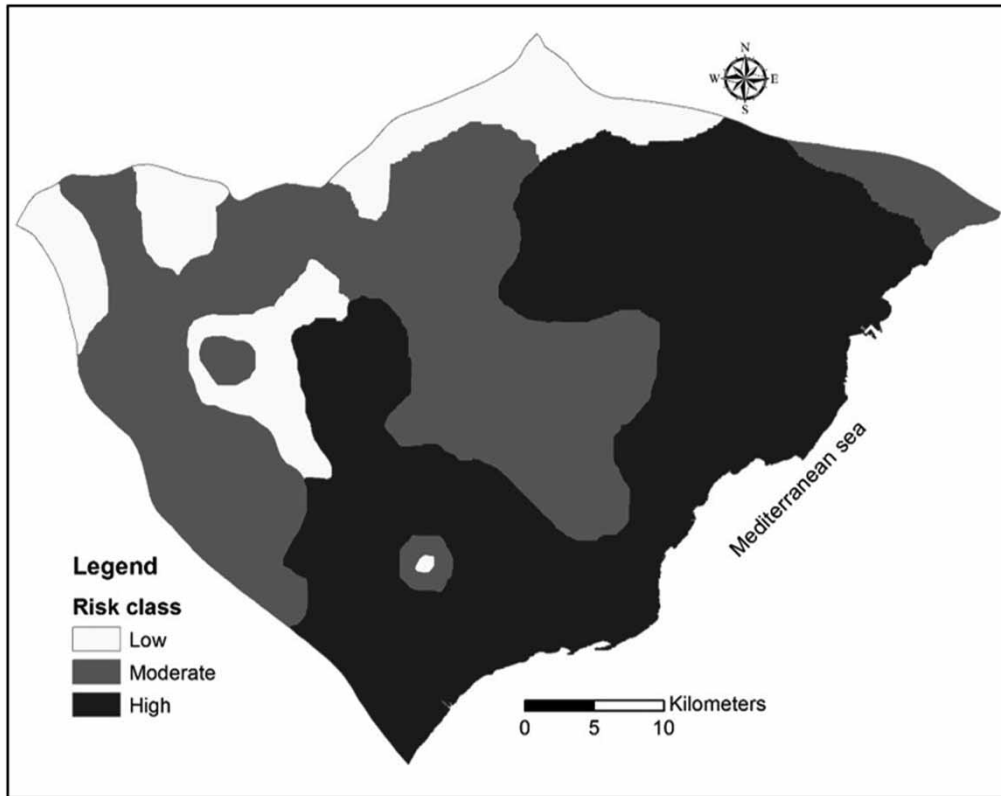 N
W E
S
Mediterranean sea
Legend
Risk class
Low
Moderate
High
Kilometers
0 5 10